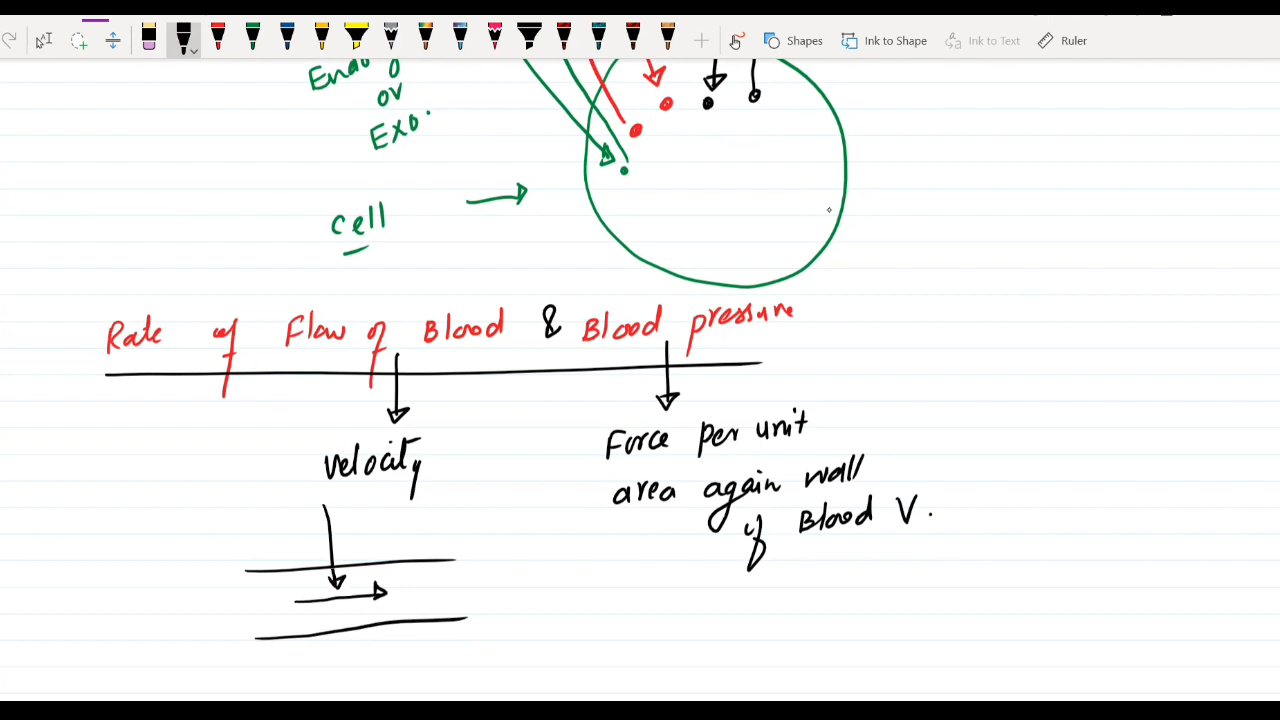 Shapes
Ink to Shape
Ink to Text
Ruler
or
Exo.
Cell
Rate of Flow of Blood & Blood pressure
velocity
Force per unit
area again wall
of Blood V.